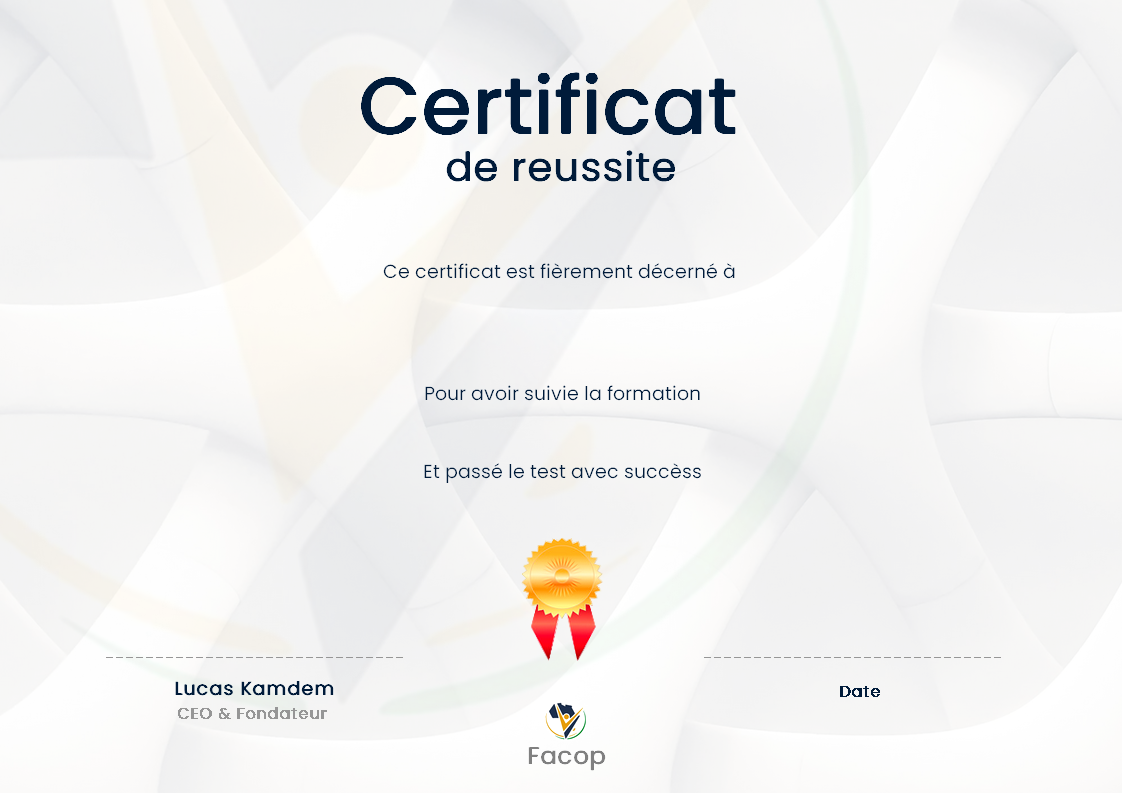 Certificat
de reussite
Ce certificat est fièrement décerné à
Pour avoir suivie la formation
Et passé le test avec succèss
Lucas Kamdem
CEO & Fondateur
Date
Facop